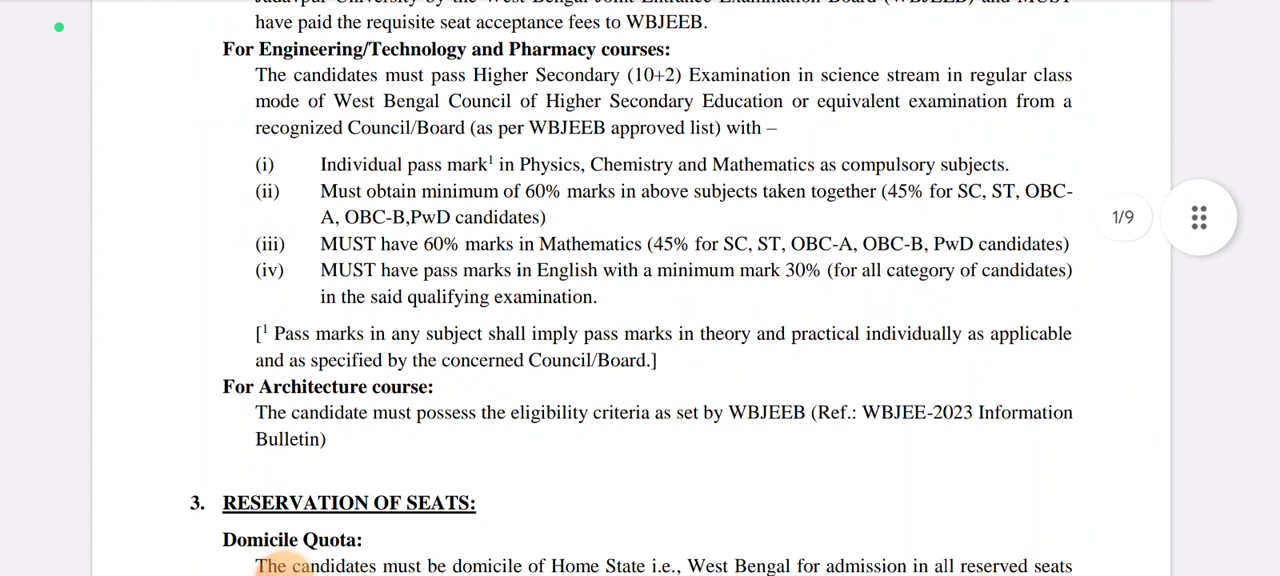 have paid the requisite seat acceptance fees to WBJEEB.
For Engineering/Technology and Pharmacy courses:
The candidates must pass Higher Secondary (10+2) Examination in science stream in regular class
mode of West Bengal Council of Higher Secondary Education or equivalent examination from a
recognized Council/Board (as per WBJEEB approved list) with –
(i) Individual pass mark¹ in Physics, Chemistry and Mathematics as compulsory subjects.
(ii) Must obtain minimum of 60% marks in above subjects taken together (45% for SC, ST, OBC-
A, OBC-B,PwD candidates)
1/9
(iii) MUST have 60% marks in Mathematics (45% for SC, ST, OBC-A, OBC-B, PwD candidates)
(iv) MUST have pass marks in English with a minimum mark 30% (for all category of candidates)
in the said qualifying examination.
[¹ Pass marks in any subject shall imply pass marks in theory and practical individually as applicable
and as specified by the concerned Council/Board.]
For Architecture course:
The candidate must possess the eligibility criteria as set by WBJEEB (Ref.: WBJEE-2023 Information
Bulletin)
3. RESERVATION OF SEATS:
Domicile Quota:
The candidates must be domicile of Home State i.e., West Bengal for admission in all reserved seats